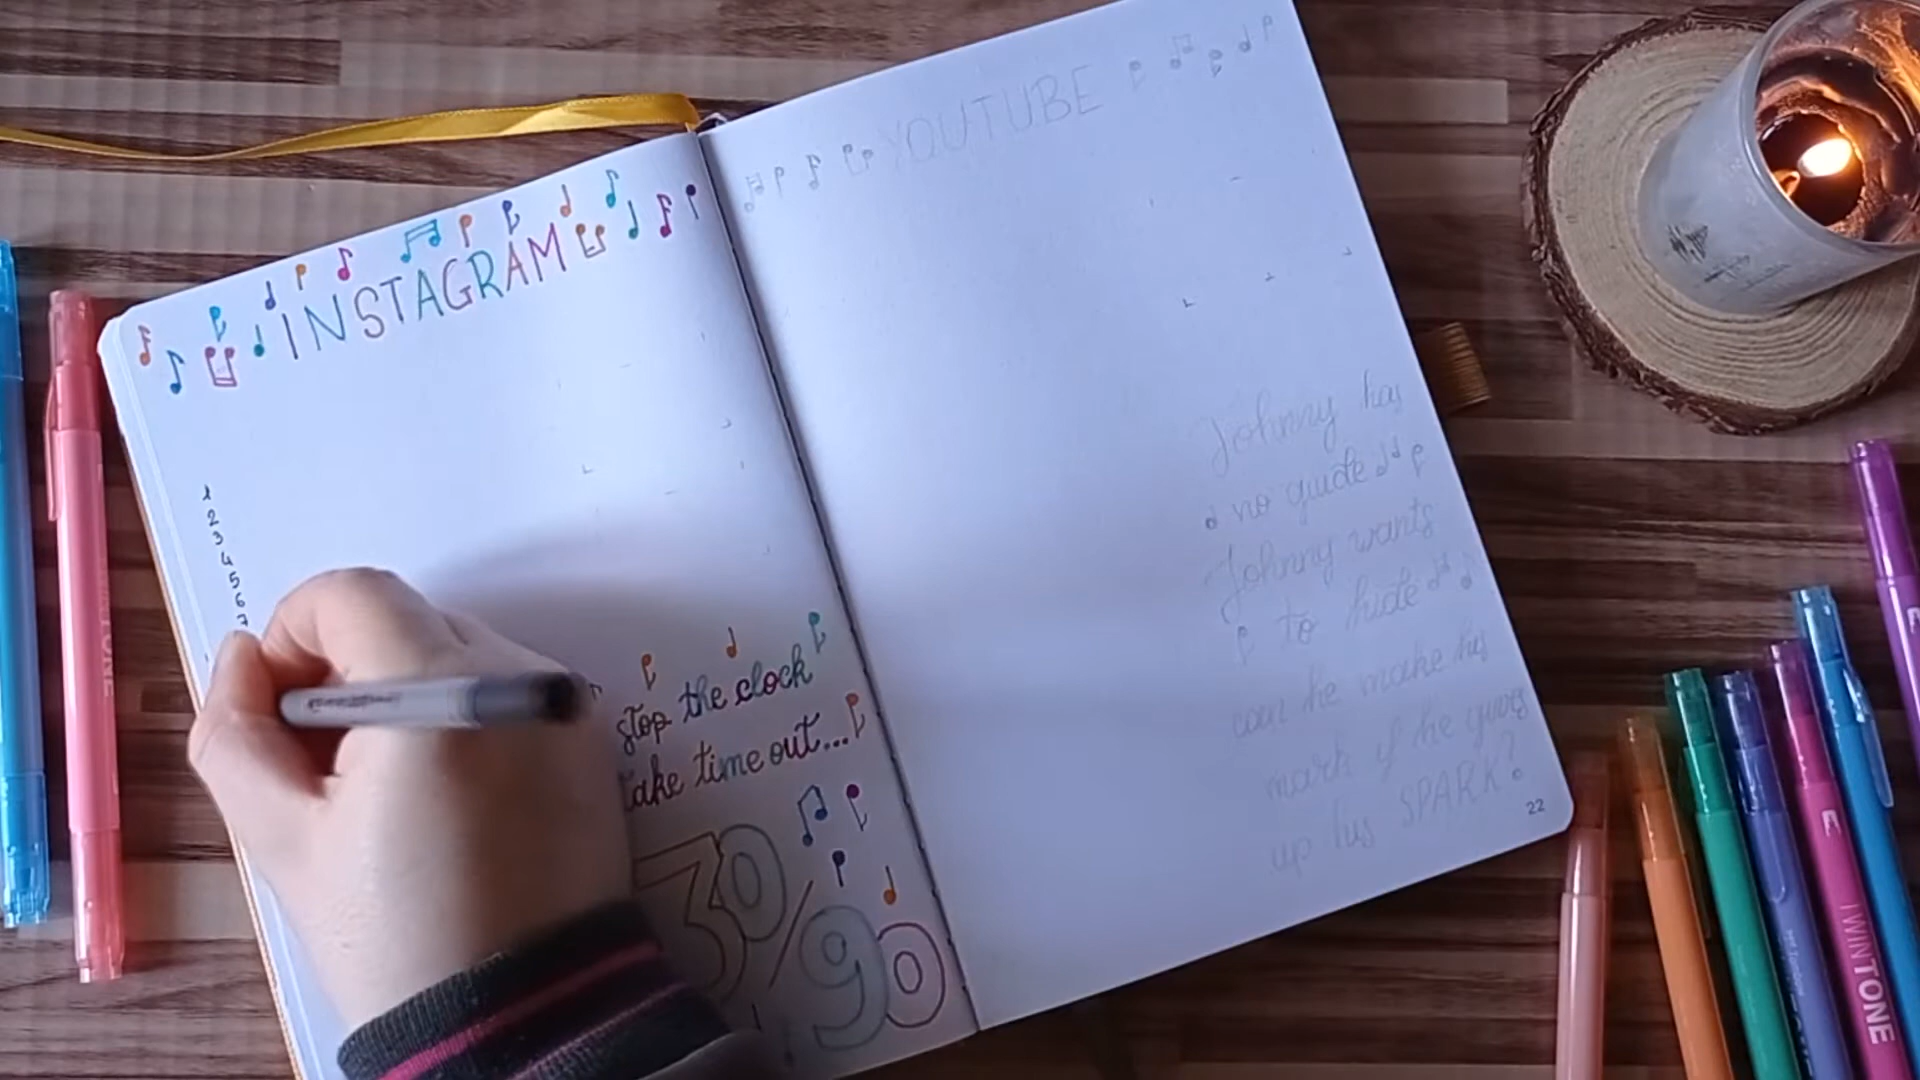 INSTAGRAM
1
2
3
4
5
6
7
stop the clock
take time out...
30/90
YOUTUBE
Johnny has
no guide
Johnny wants
to hide
can he make his
mark if he gives
up his SPARK?
22
TWINTONE